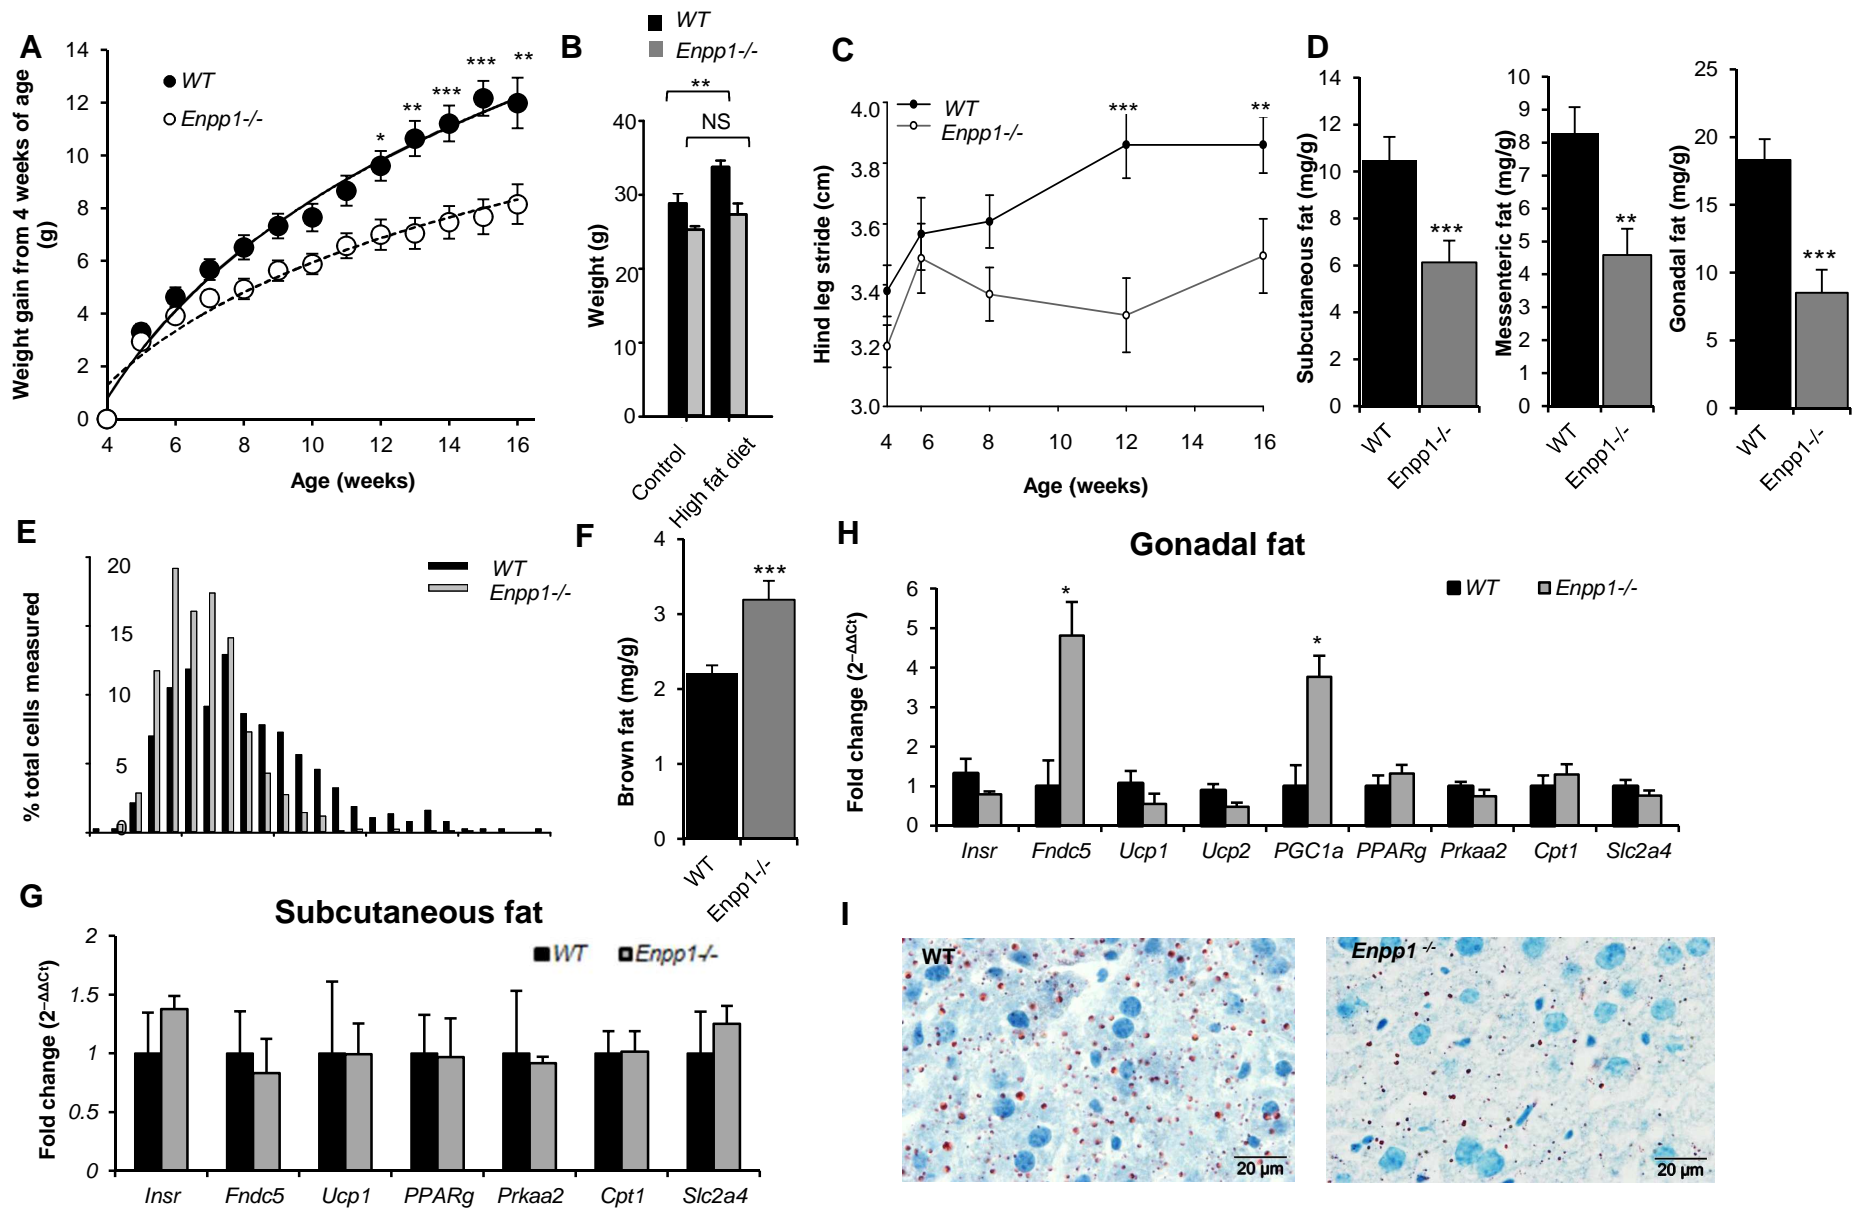 A
14
12
10
8
6
4
2
0
Weight gain from 4 weeks of age
(g)
WT
Enpp1-/-
*
**
***
***
**
4 6 8 10 12 14 16
Age (weeks)
B
WT
Enpp1-/-
**
NS
40
30
20
10
0
Weight (g)
Control
High fat diet
C
WT
Enpp1-/-
***
**
4.0
3.8
3.6
3.4
3.2
3.0
Hind leg stride (cm)
4 6 8 10 12 14 16
Age (weeks)
D
14
12
10
8
6
4
2
0
Subcutaneous fat (mg/g)
***
WT
Enpp1-/-
10
9
8
7
6
5
4
3
2
1
0
Messenteric fat (mg/g)
**
WT
Enpp1-/-
25
20
15
10
5
0
Gonadal fat (mg/g)
***
WT
Enpp1-/-
E
20
15
10
5
0
% total cells measured
WT
Enpp1-/-
F
4
3
2
1
0
Brown fat (mg/g)
***
WT
Enpp1-/-
H
Gonadal fat
WT Enpp1-/-
6
5
4
3
2
1
0
Fold change (2−ΔΔCt)
*
*
Insr Fndc5 Ucp1 Ucp2 PGC1a PPARg Prkaa2 Cpt1 Slc2a4
G
Subcutaneous fat
WT Enpp1-/-
2
1.5
1
0.5
0
Fold change (2−ΔΔCt)
Insr Fndc5 Ucp1 PPARg Prkaa2 Cpt1 Slc2a4
I
WT
20 µm
Enpp1 -/-
20 µm